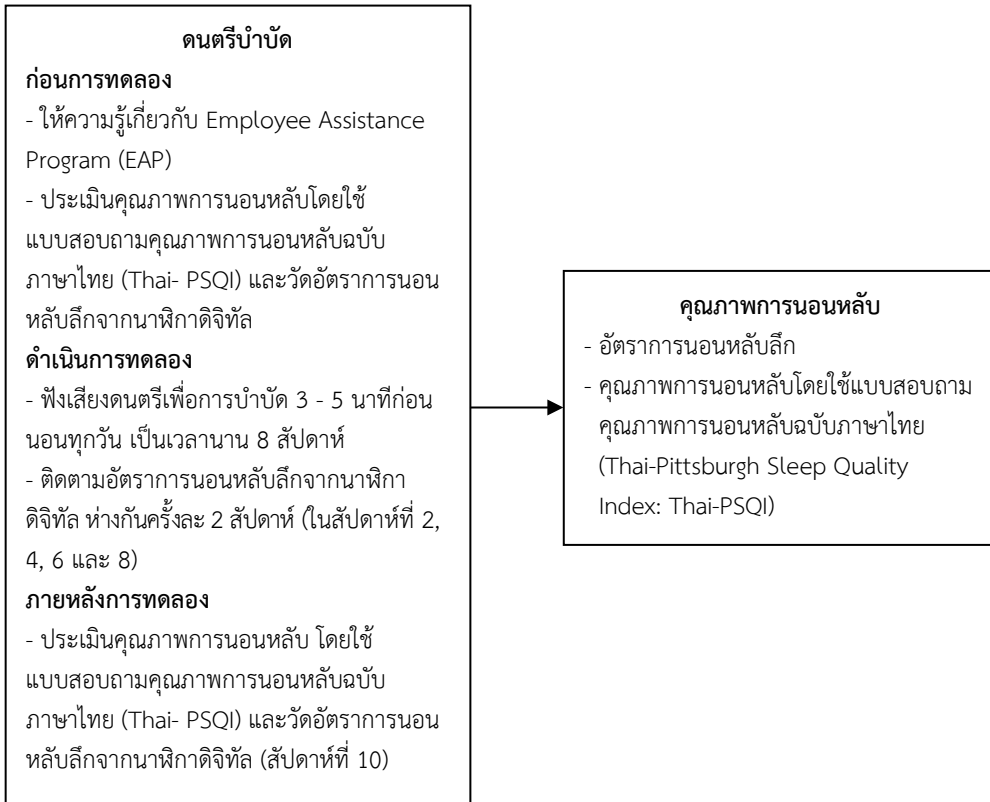 ดนตรีบำบัด
ก่อนการทดลอง
- ให้ความรู้เกี่ยวกับ Employee Assistance
Program (EAP)
- ประเมินคุณภาพการนอนหลับโดยใช้
แบบสอบถามคุณภาพการนอนหลับฉบับ
ภาษาไทย (Thai- PSQI) และวัดอัตราการนอน
หลับลึกจากนาฬิกาดิจิทัล
ดำเนินการทดลอง
- ฟังเสียงดนตรีเพื่อการบำบัด 3 - 5 นาทีก่อน
นอนทุกวัน เป็นเวลานาน 8 สัปดาห์
- ติดตามอัตราการนอนหลับลึกจากนาฬิกา
ดิจิทัล ห่างกันครั้งละ 2 สัปดาห์ (ในสัปดาห์ที่ 2,
4, 6 และ 8)
ภายหลังการทดลอง
- ประเมินคุณภาพการนอนหลับ โดยใช้
แบบสอบถามคุณภาพการนอนหลับฉบับ
ภาษาไทย (Thai- PSQI) และวัดอัตราการนอน
หลับลึกจากนาฬิกาดิจิทัล (สัปดาห์ที่ 10)
คุณภาพการนอนหลับ
- อัตราการนอนหลับลึก
- คุณภาพการนอนหลับโดยใช้แบบสอบถาม
คุณภาพการนอนหลับฉบับภาษาไทย
(Thai-Pittsburgh Sleep Quality
Index: Thai-PSQI)